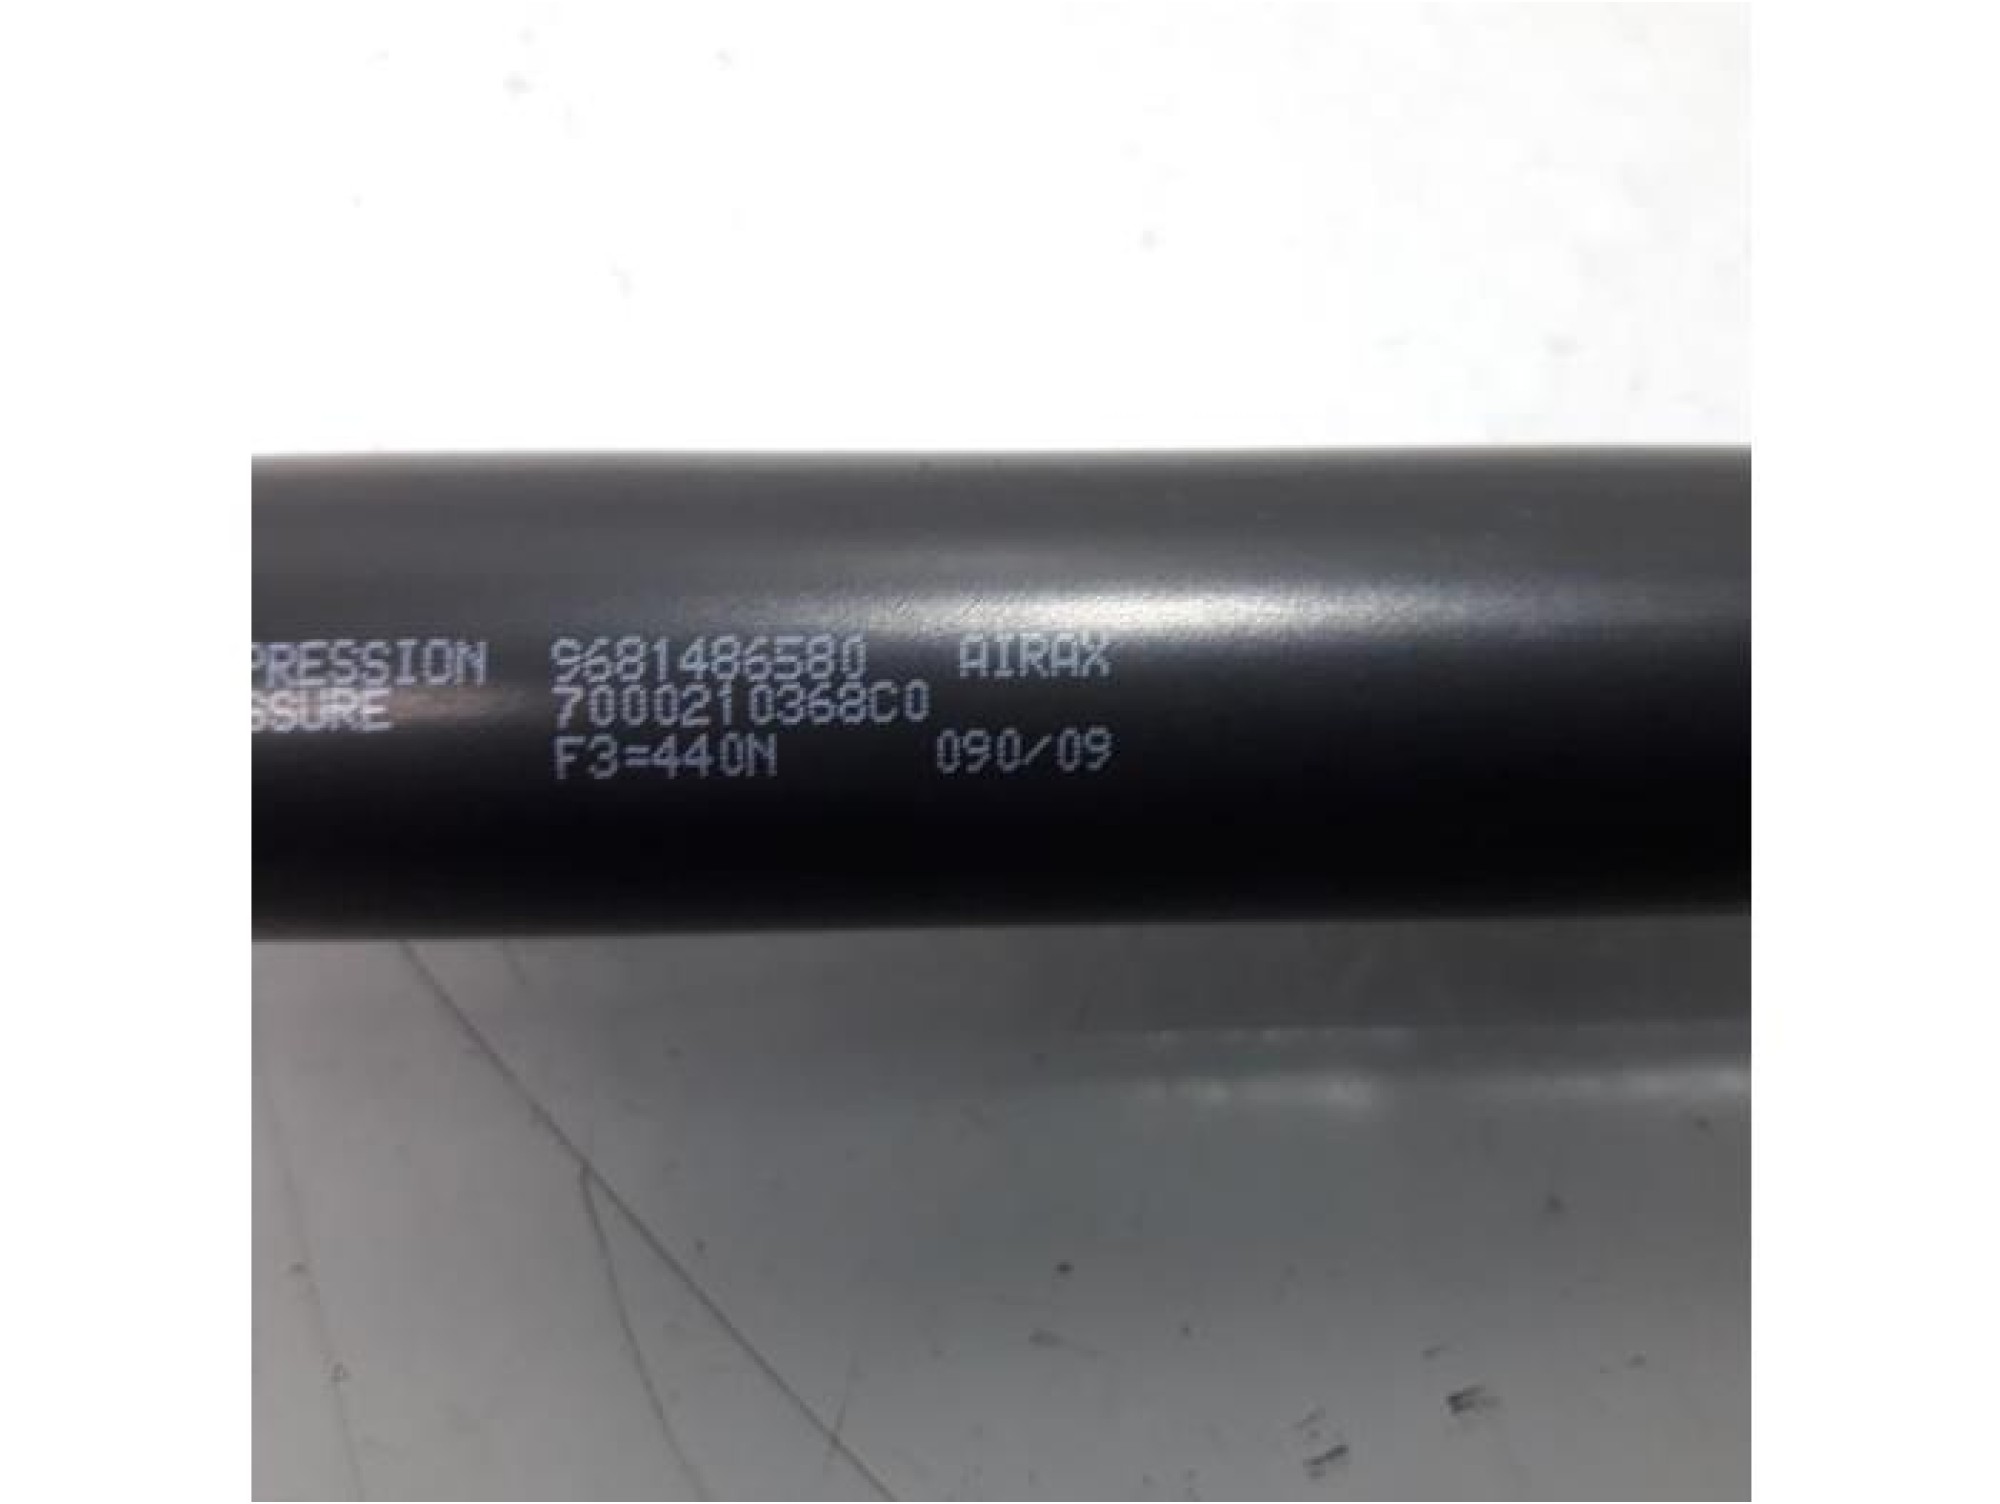 PRESSION 9681486580 AIRAX
SSURE 7000210368C0
F3=440N 090/09